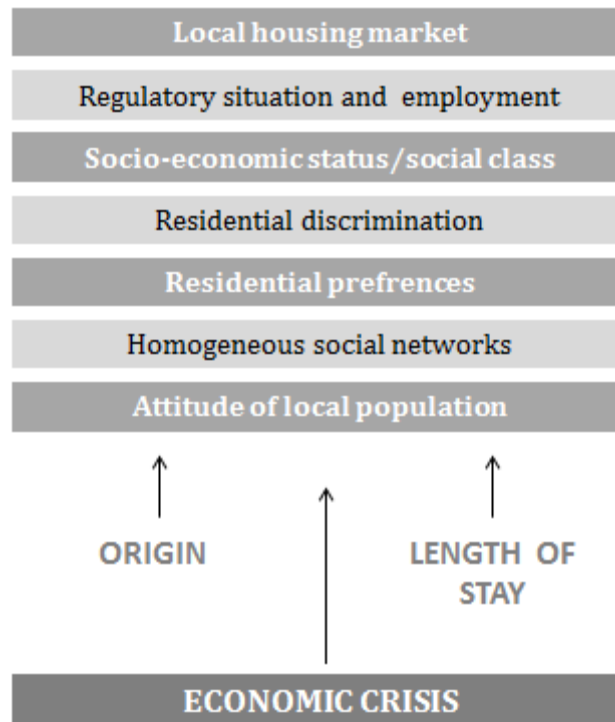 Local housing market
Regulatory situation and employment
Socio-economic status/social class
Residential discrimination
Residential prefrences
Homogeneous social networks
Attitude of local population
ORIGIN
LENGTH OF
STAY
ECONOMIC CRISIS